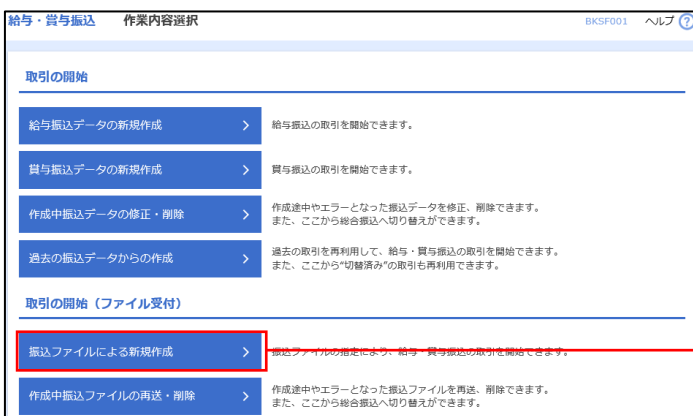 給与・賞与振込 作業内容選択 BKSF001 ヘルプ ?
取引の開始
給与振込データの新規作成 給与振込の取引を開始できます。
賞与振込データの新規作成 賞与振込の取引を開始できます。
作成中振込データの修正・削除 作成途中やエラーとなった振込データを修正、削除できます。
また、ここから総合振込へ切り替えができます。
過去の振込データからの作成 過去の取引を再利用して、給与・賞与振込の取引を開始できます。
また、ここから“切替済み”の取引も再利用できます。
取引の開始（ファイル受付）
振込ファイルによる新規作成 振込ファイルの指定により、給与・賞与振込の取引を開始できます。
作成中振込ファイルの再送・削除 作成途中やエラーとなった振込ファイルを再送、削除できます。
また、ここから総合振込へ切り替えができます。